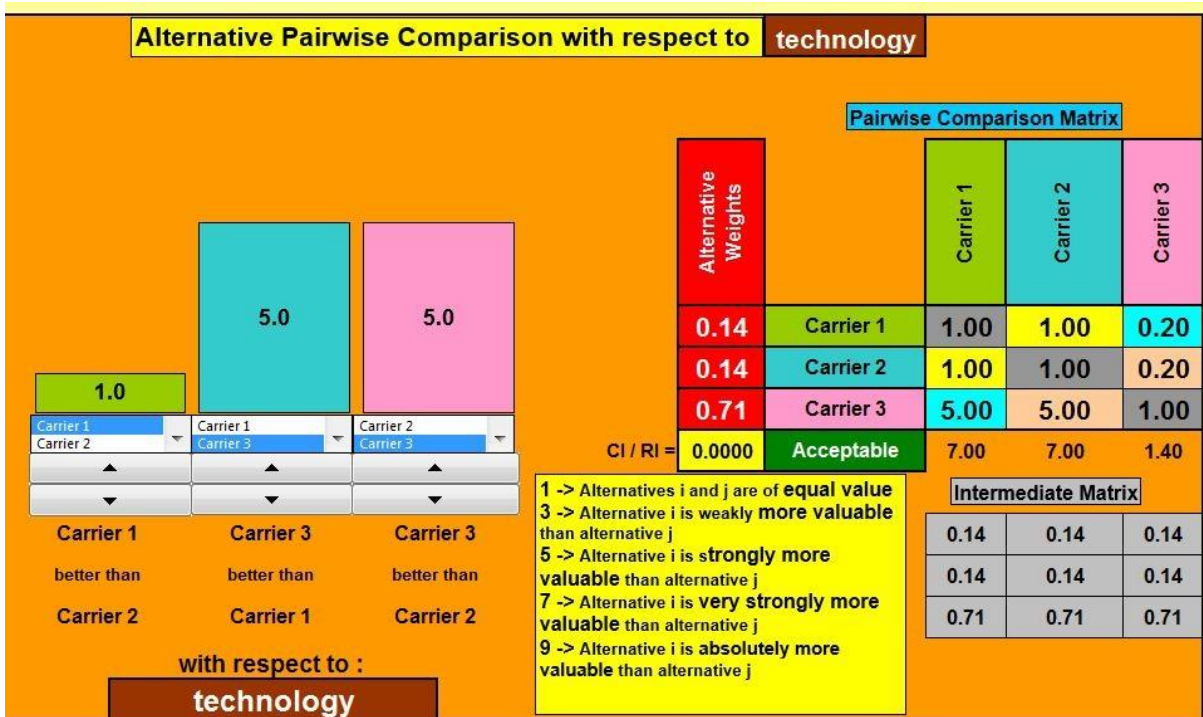 Alternative Pairwise Comparison with respect to technology
Pairwise Comparison Matrix
Alternative Weights
Carrier 1
Carrier 2
Carrier 3
5.0
5.0
1.0
Carrier 1
Carrier 2
Carrier 1
Carrier 3
Carrier 2
Carrier 3
0.14 Carrier 1 1.00 1.00 0.20
0.14 Carrier 2 1.00 1.00 0.20
0.71 Carrier 3 5.00 5.00 1.00
CI / RI = 0.0000 Acceptable 7.00 7.00 1.40
Carrier 1 Carrier 3 Carrier 3
better than better than better than
Carrier 2 Carrier 1 Carrier 2
with respect to :
technology
1 -> Alternatives i and j are of equal value
3 -> Alternative i is weakly more valuable
than alternative j
5 -> Alternative i is strongly more
valuable than alternative j
7 -> Alternative i is very strongly more
valuable than alternative j
9 -> Alternative i is absolutely more
valuable than alternative j
Intermediate Matrix
0.14 0.14 0.14
0.14 0.14 0.14
0.71 0.71 0.71